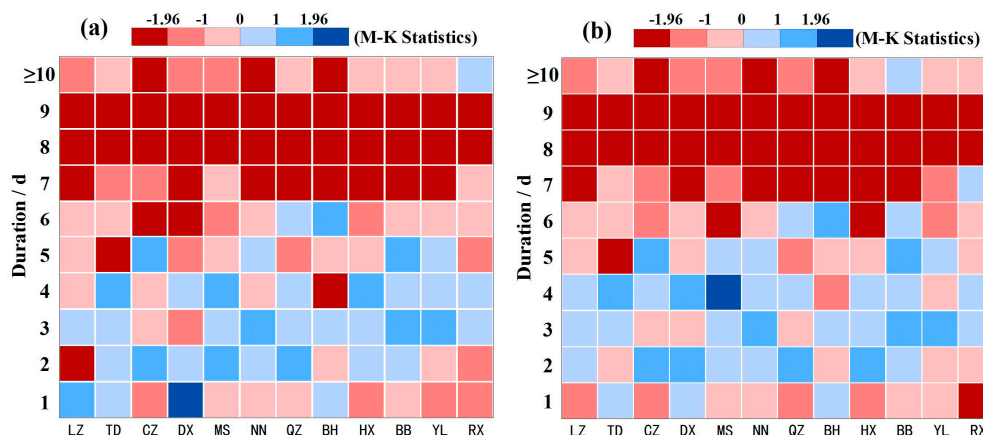 (a)
-1.96 -1 0 1 1.96
(M-K Statistics)
Duration / d
≥10
9
8
7
6
5
4
3
2
1
LZ TD CZ DX MS NN QZ BH HX BB YL RX
(b)
-1.96 -1 0 1 1.96
(M-K Statistics)
Duration / d
≥10
9
8
7
6
5
4
3
2
1
LZ TD CZ DX MS NN QZ BH HX BB YL RX